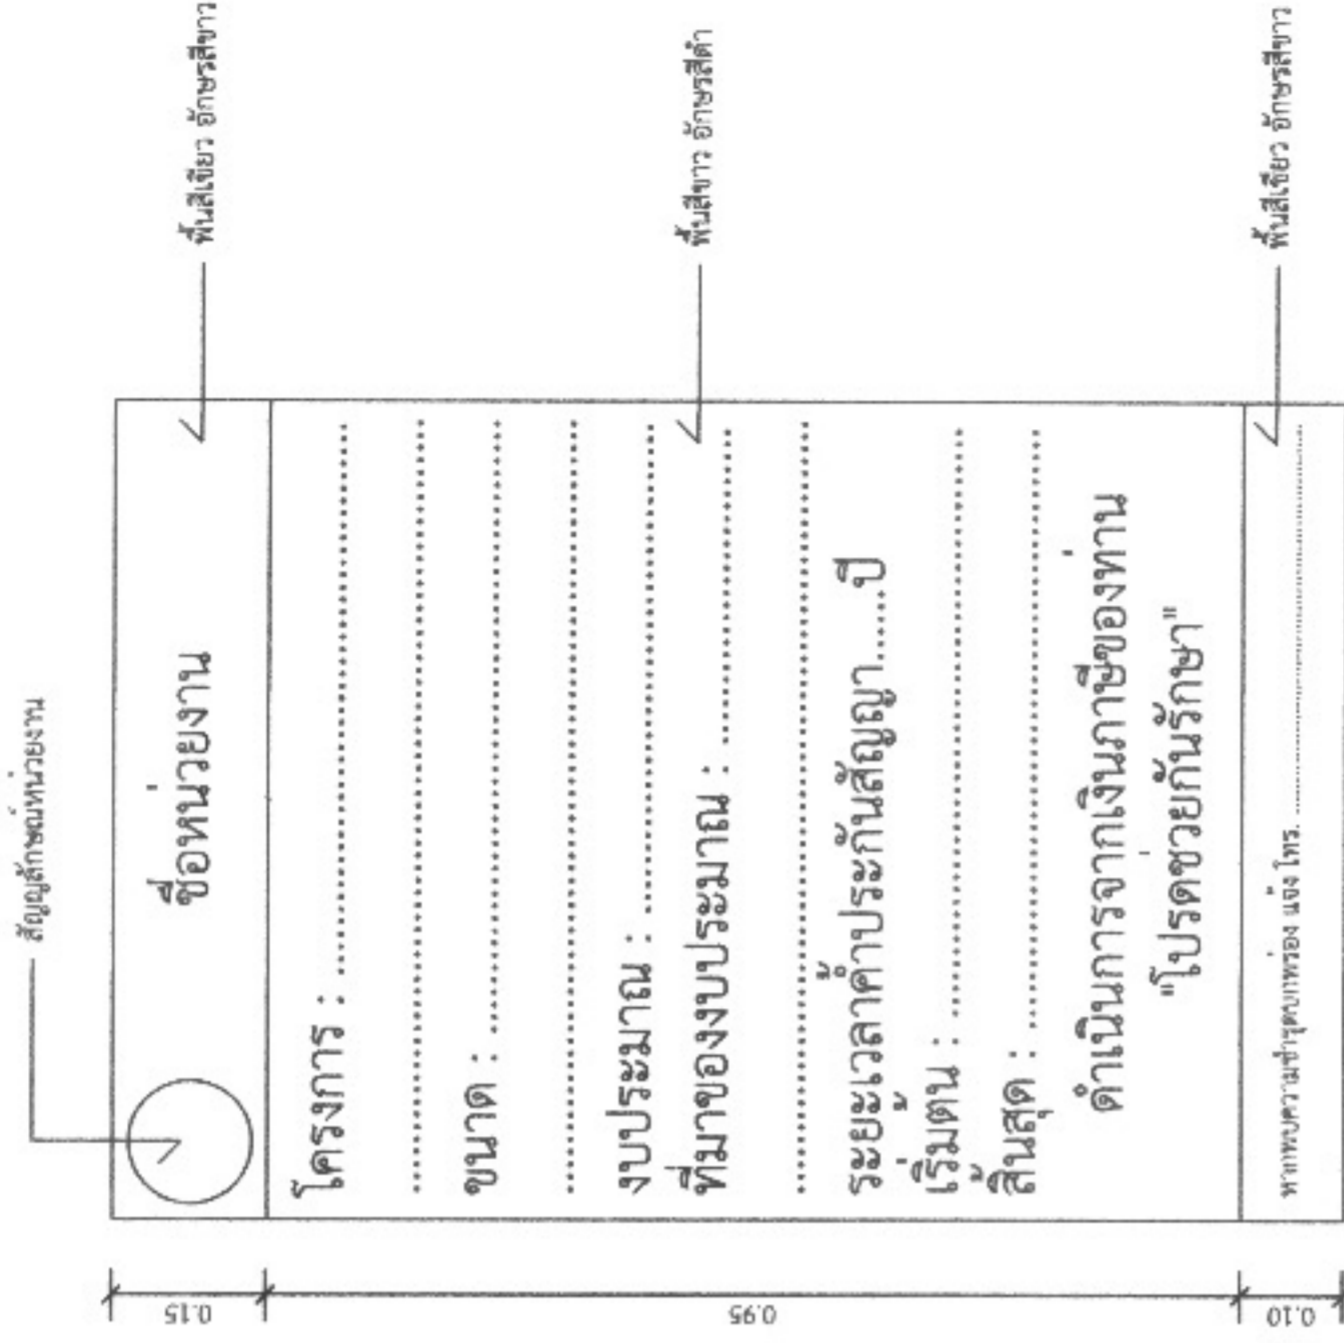 สัญญลักษณ์หน่วยงาน
ชื่อหน่วยงาน
พื้นสีเขียว อักษรสีขาว
โครงการ : ........................................
........................................
ขนาด : ........................................
........................................
งบประมาณ : ........................................
ที่มาของงบประมาณ : ........................................
........................................
พื้นสีขาว อักษรสีดำ
ระยะเวลาค้ำประกันสัญญา......ปี
เริ่มต้น : ........................................
สิ้นสุด : ........................................
ดำเนินการจากเงินภาษีของท่าน
"โปรดช่วยกันรักษา"
หากพบความชำรุดบกพร่อง แจ้ง โทร. ........................................
พื้นสีเขียว อักษรสีขาว
0.15
0.95
0.10